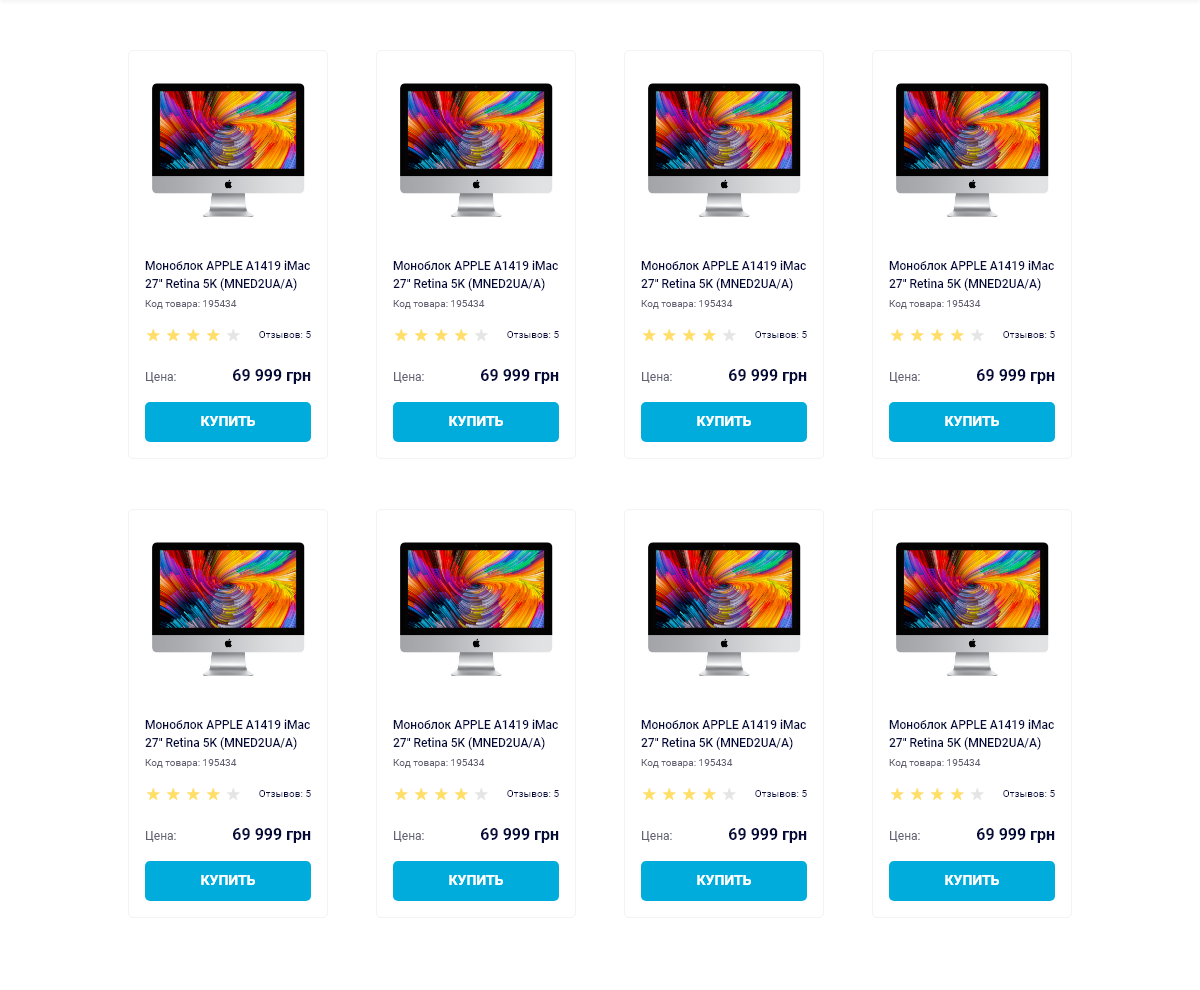 Моноблок APPLE A1419 iMac
27" Retina 5K (MNED2UA/A)
Код товара: 195434
Отзывов: 5
Цена: 69 999 грн
КУПИТЬ
Моноблок APPLE A1419 iMac
27" Retina 5K (MNED2UA/A)
Код товара: 195434
Отзывов: 5
Цена: 69 999 грн
КУПИТЬ
Моноблок APPLE A1419 iMac
27" Retina 5K (MNED2UA/A)
Код товара: 195434
Отзывов: 5
Цена: 69 999 грн
КУПИТЬ
Моноблок APPLE A1419 iMac
27" Retina 5K (MNED2UA/A)
Код товара: 195434
Отзывов: 5
Цена: 69 999 грн
КУПИТЬ
Моноблок APPLE A1419 iMac
27" Retina 5K (MNED2UA/A)
Код товара: 195434
Отзывов: 5
Цена: 69 999 грн
КУПИТЬ
Моноблок APPLE A1419 iMac
27" Retina 5K (MNED2UA/A)
Код товара: 195434
Отзывов: 5
Цена: 69 999 грн
КУПИТЬ
Моноблок APPLE A1419 iMac
27" Retina 5K (MNED2UA/A)
Код товара: 195434
Отзывов: 5
Цена: 69 999 грн
КУПИТЬ
Моноблок APPLE A1419 iMac
27" Retina 5K (MNED2UA/A)
Код товара: 195434
Отзывов: 5
Цена: 69 999 грн
КУПИТЬ